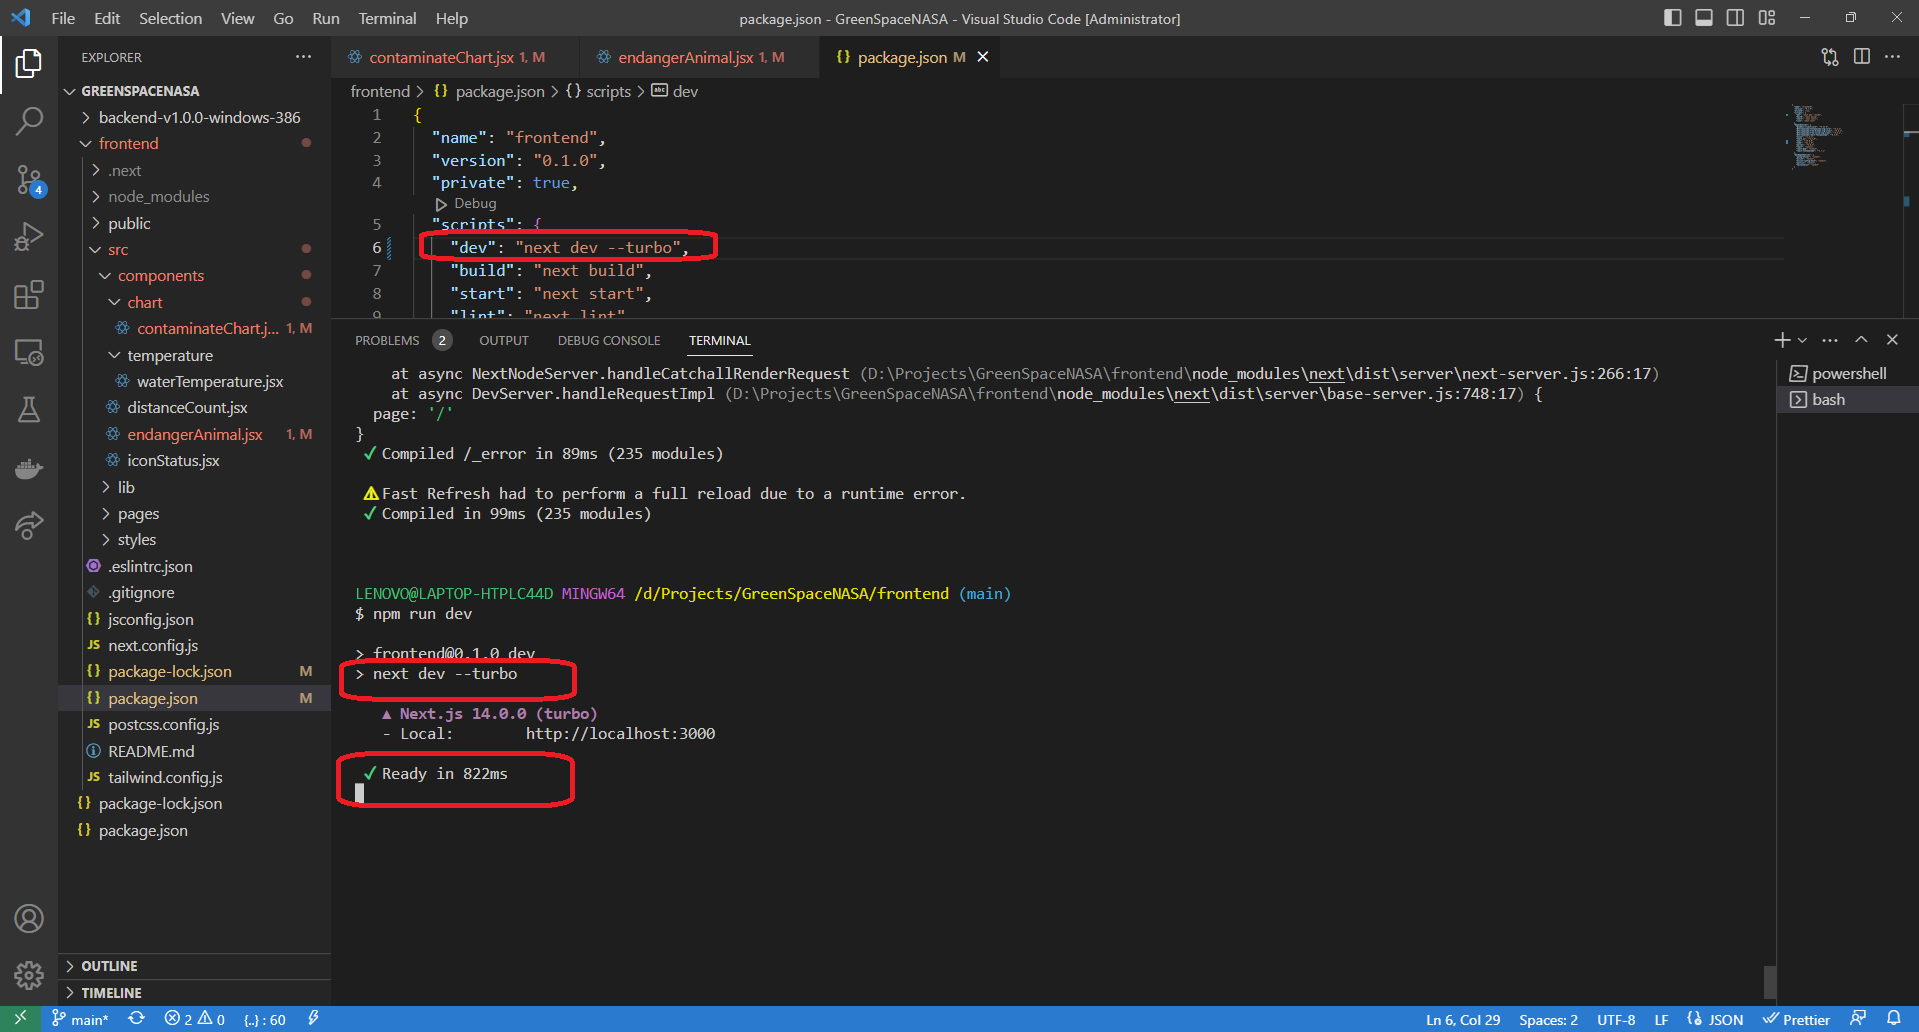 File Edit Selection View Go Run Terminal Help
package.json - GreenSpaceNASA - Visual Studio Code [Administrator]
EXPLORER
GREENSPACENASA
backend-v1.0.0-windows-386
frontend
.next
node_modules
public
src
components
chart
contaminateChart.j... 1, M
temperature
waterTemperature.jsx
distanceCount.jsx
endangerAnimal.jsx 1, M
iconStatus.jsx
lib
pages
styles
.eslintrc.json
.gitignore
jsconfig.json
JS next.config.js
package-lock.json M
package.json M
JS postcss.config.js
README.md
JS tailwind.config.js
package-lock.json
package.json
OUTLINE
TIMELINE
4
contaminateChart.jsx 1, M
endangerAnimal.jsx 1, M
{} package.json M
frontend > {} package.json > {} scripts > abc dev
1 {
2 "name": "frontend",
3 "version": "0.1.0",
4 "private": true,
Debug
5 "scripts": {
6 "dev": "next dev --turbo",
7 "build": "next build",
8 "start": "next start",
9 "lint": "next lint"
PROBLEMS 2 OUTPUT DEBUG CONSOLE TERMINAL
at async NextNodeServer.handleCatchallRenderRequest (D:\Projects\GreenSpaceNASA\frontend\node_modules\next\dist\server\next-server.js:266:17)
at async DevServer.handleRequestImpl (D:\Projects\GreenSpaceNASA\frontend\node_modules\next\dist\server\base-server.js:748:17) {
page: '/'
}
✓ Compiled /_error in 89ms (235 modules)
⚠ Fast Refresh had to perform a full reload due to a runtime error.
✓ Compiled in 99ms (235 modules)
LENOVO@LAPTOP-HTPLC44D MINGW64 /d/Projects/GreenSpaceNASA/frontend (main)
$ npm run dev
> frontend@0.1.0 dev
> next dev --turbo
▲ Next.js 14.0.0 (turbo)
- Local: http://localhost:3000
✓ Ready in 822ms
powershell
bash
main* 2 0 {..} : 60
Ln 6, Col 29 Spaces: 2 UTF-8 LF {} JSON Prettier